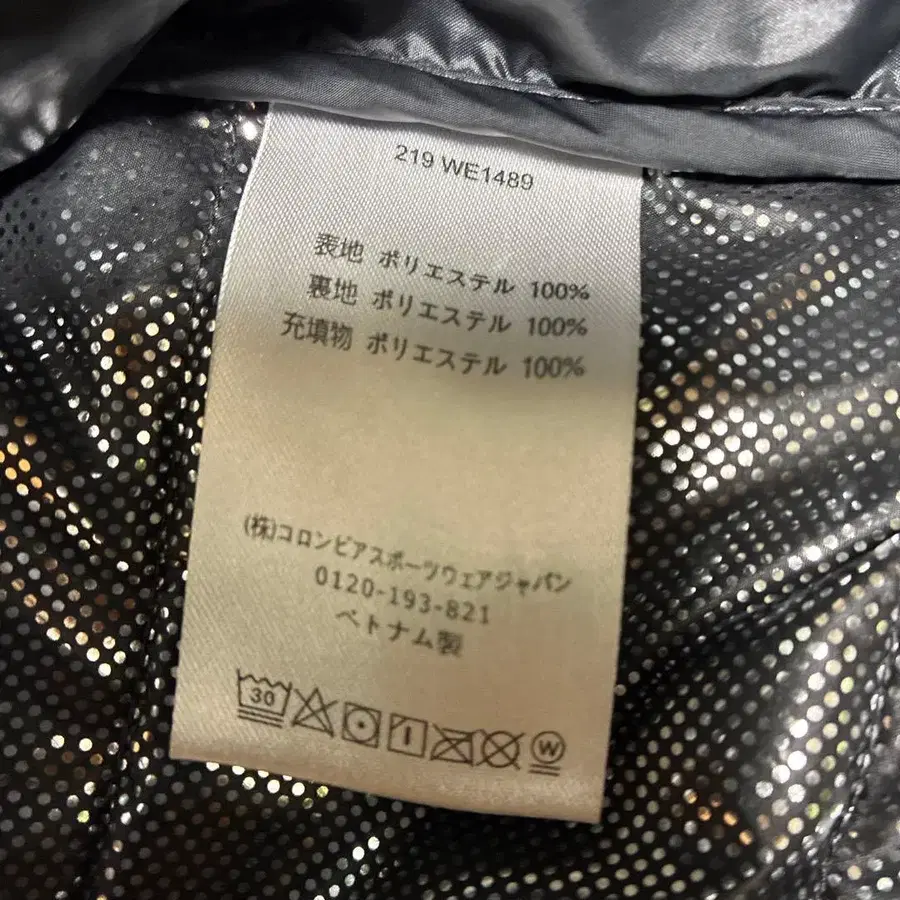 219 WE1489
表地 ポリエステル 100%
裏地 ポリエステル 100%
充填物 ポリエステル 100%
(株)コロンビアスポーツウェアジャパン
0120-193-821
ベトナム製
30 W